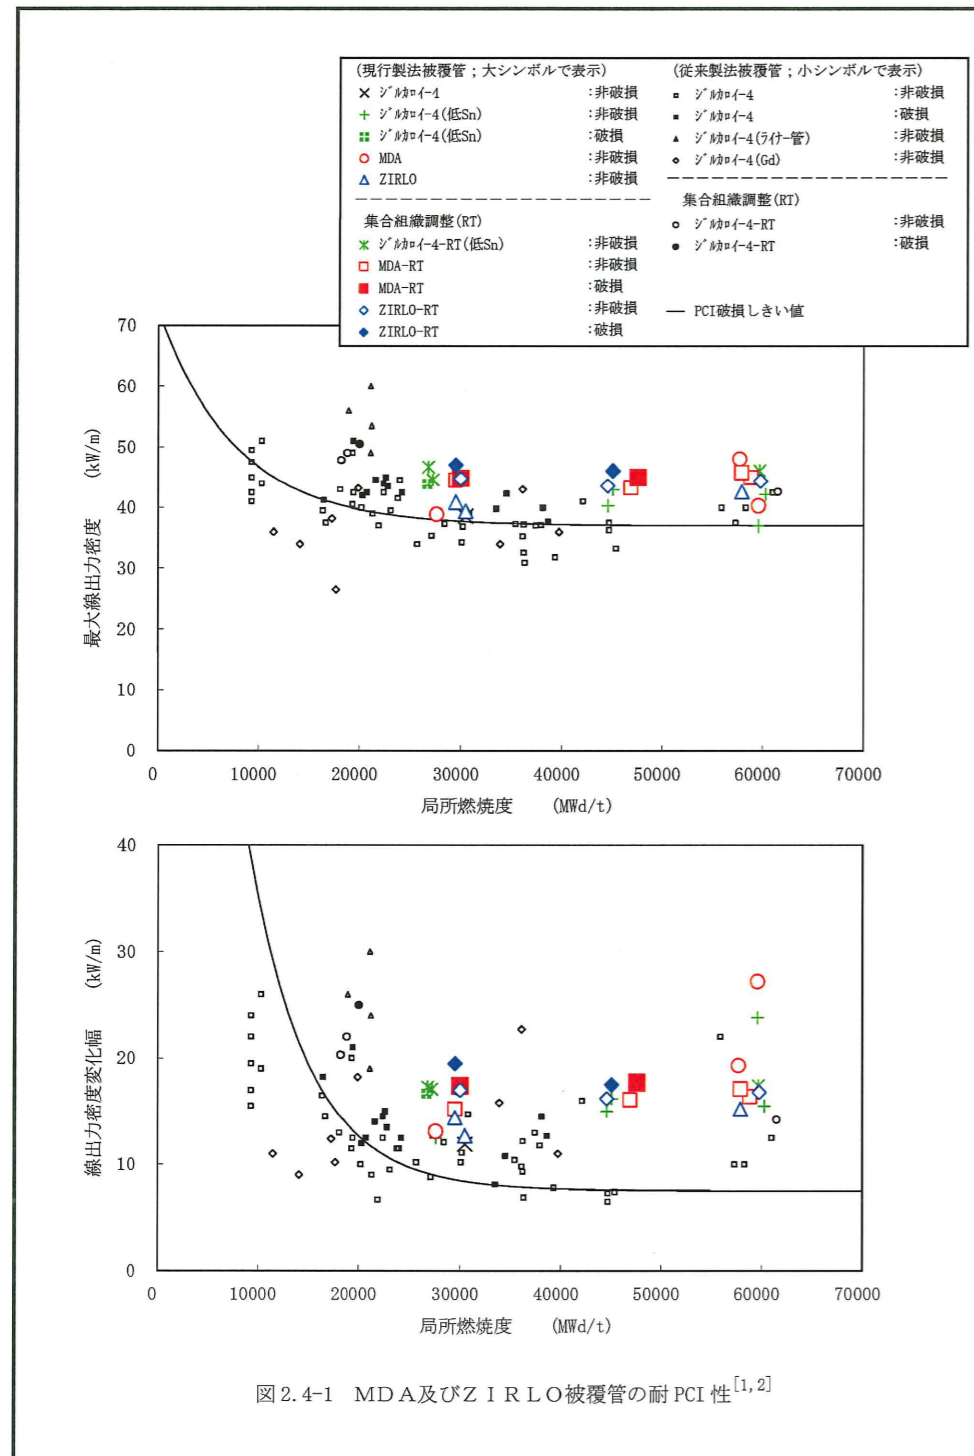 (現行製法被覆管；大シンボルで表示)
ジルカロイ-4 :非破損
ジルカロイ-4(低Sn) :非破損
ジルカロイ-4(低Sn) :破損
MDA :非破損
ZIRLO :非破損
集合組織調整(RT)
ジルカロイ-4-RT(低Sn) :非破損
MDA-RT :非破損
MDA-RT :破損
ZIRLO-RT :非破損
ZIRLO-RT :破損
(従来製法被覆管；小シンボルで表示)
ジルカロイ-4 :非破損
ジルカロイ-4 :破損
ジルカロイ-4(ライナー管) :非破損
ジルカロイ-4(Gd) :非破損
集合組織調整(RT)
ジルカロイ-4-RT :非破損
ジルカロイ-4-RT :破損
PCI破損しきい値
最大線出力密度 (kW/m)
70
60
50
40
30
20
10
0
0 10000 20000 30000 40000 50000 60000 70000
局所燃焼度 (MWd/t)
線出力密度変化幅 (kW/m)
40
30
20
10
0
0 10000 20000 30000 40000 50000 60000 70000
局所燃焼度 (MWd/t)
図2.4-1 ＭＤＡ及びＺＩＲＬＯ被覆管の耐PCI性[1,2]